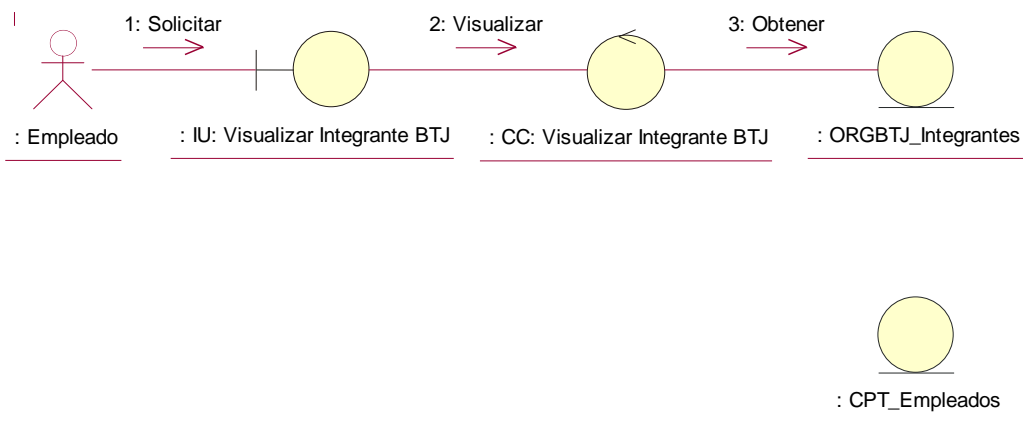 1: Solicitar
2: Visualizar
3: Obtener
: Empleado
: IU: Visualizar Integrante BTJ
: CC: Visualizar Integrante BTJ
: ORGBTJ_Integrantes
: CPT_Empleados